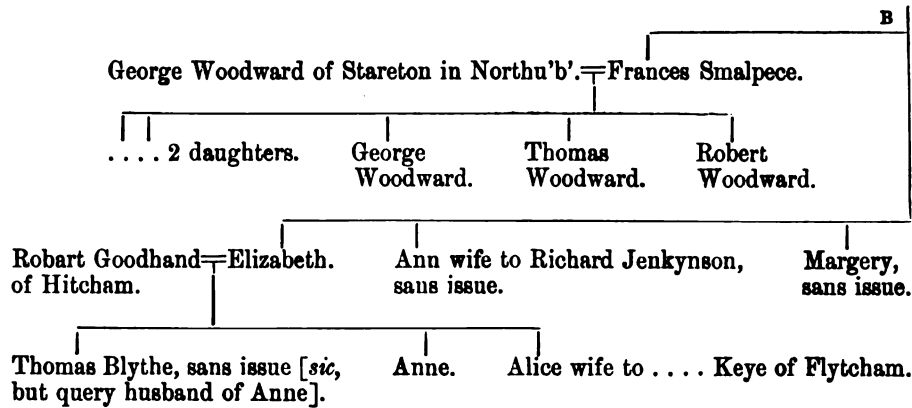 B
George Woodward of Stareton in Northu'b'.=Frances Smalpece.
. . . . 2 daughters. George Thomas Robert
Woodward. Woodward. Woodward.
Robart Goodhand=Elizabeth. Ann wife to Richard Jenkynson, Margery,
of Hitcham. sans issue. sans issue.
Thomas Blythe, sans issue [sic, Anne. Alice wife to . . . . Keye of Flytcham.
but query husband of Anne].